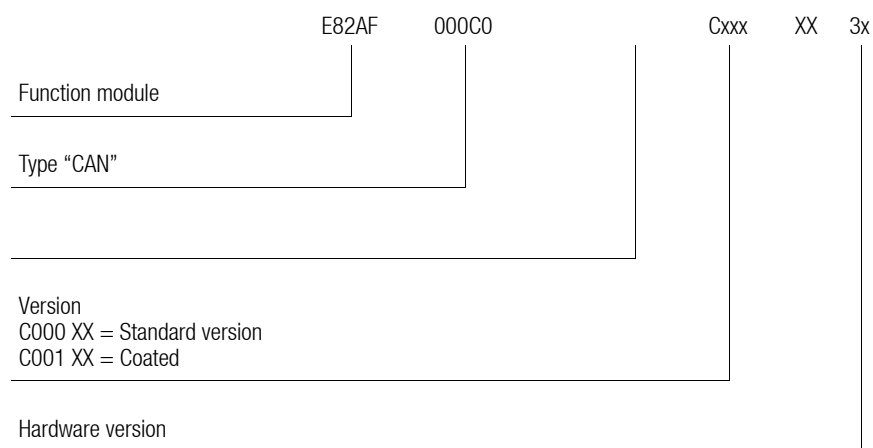 E82AF 000C0 Cxxx XX 3x
Function module
Type “CAN”
Version
C000 XX = Standard version
C001 XX = Coated
Hardware version